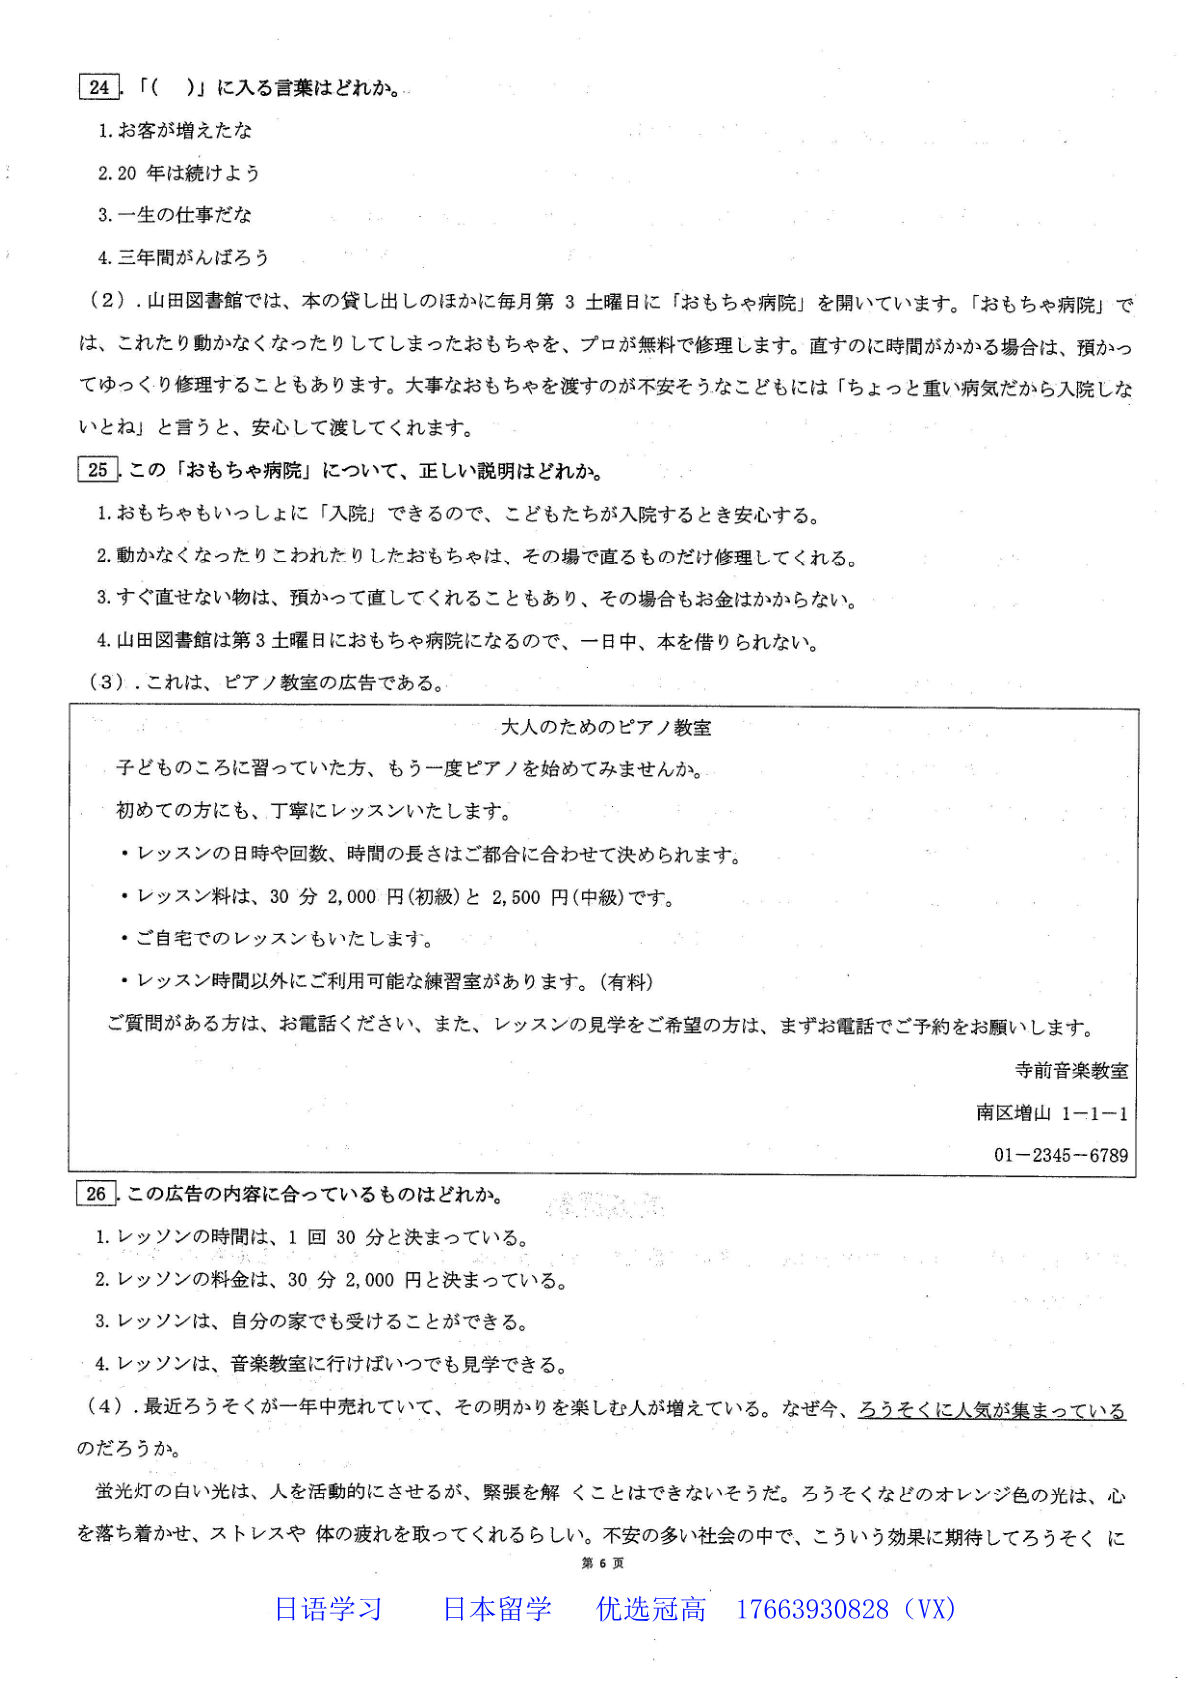 24.「(　)」に入る言葉はどれか。
1.お客が増えたな
2.20 年は続けよう
3.一生の仕事だな
4.三年間がんばろう
（2）.山田図書館では、本の貸し出しのほかに毎月第 3 土曜日に「おもちゃ病院」を開いています。「おもちゃ病院」で
は、これたり動かなくなったりしてしまったおもちゃを、プロが無料で修理します。直すのに時間がかかる場合は、預かっ
てゆっくり修理することもあります。大事なおもちゃを渡すのが不安そうなこどもには「ちょっと重い病気だから入院しな
いとね」と言うと、安心して渡してくれます。
25.この「おもちゃ病院」について、正しい説明はどれか。
1.おもちゃもいっしょに「入院」できるので、こどもたちが入院するとき安心する。
2.動かなくなったりこわれたりしたおもちゃは、その場で直るものだけ修理してくれる。
3.すぐ直せない物は、預かって直してくれることもあり、その場合もお金はかからない。
4.山田図書館は第3土曜日におもちゃ病院になるので、一日中、本を借りられない。
（3）.これは、ピアノ教室の広告である。
大人のためのピアノ教室
子どものころに習っていた方、もう一度ピアノを始めてみませんか。
初めての方にも、丁寧にレッスンいたします。
・レッスンの日時や回数、時間の長さはご都合に合わせて決められます。
・レッスン料は、30 分 2,000 円(初級)と 2,500 円(中級)です。
・ご自宅でのレッスンもいたします。
・レッスン時間以外にご利用可能な練習室があります。(有料)
ご質問がある方は、お電話ください、また、レッスンの見学をご希望の方は、まずお電話でご予約をお願いします。
寺前音楽教室
南区増山 1－1－1
01－2345－6789
26.この広告の内容に合っているものはどれか。
1.レッソンの時間は、1 回 30 分と決まっている。
2.レッソンの料金は、30 分 2,000 円と決まっている。
3.レッソンは、自分の家でも受けることができる。
4.レッソンは、音楽教室に行けばいつでも見学できる。
（4）.最近ろうそくが一年中売れていて、その明かりを楽しむ人が増えている。なぜ今、ろうそくに人気が集まっている
のだろうか。
蛍光灯の白い光は、人を活動的にさせるが、緊張を解 くことはできないそうだ。ろうそくなどのオレンジ色の光は、心
を落ち着かせ、ストレスや 体の疲れを取ってくれるらしい。不安の多い社会の中で、こういう効果に期待してろうそく に
第 6 页
日语学习 日本留学 优选冠高 17663930828（VX）